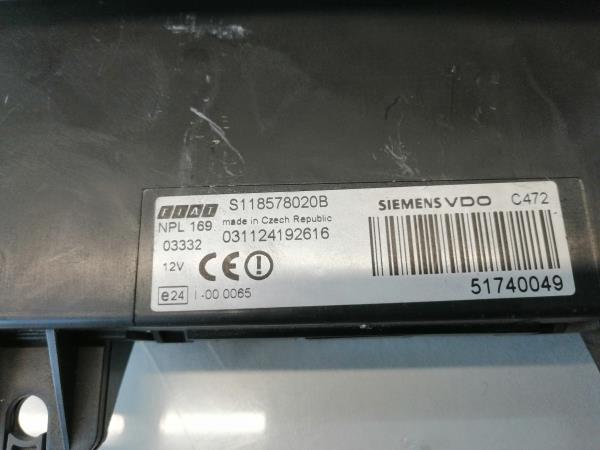 FIAT S118578020B SIEMENS VDO C472
NPL 169 made in Czech Republic
03332 031124192616
12V CE
e24 I-00 0065 51740049